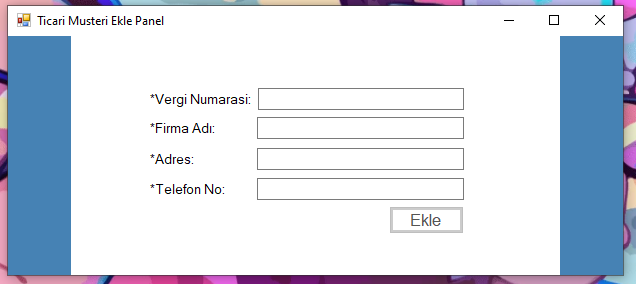 Ticari Musteri Ekle Panel
*Vergi Numarasi:
*Firma Adı:
*Adres:
*Telefon No:
Ekle